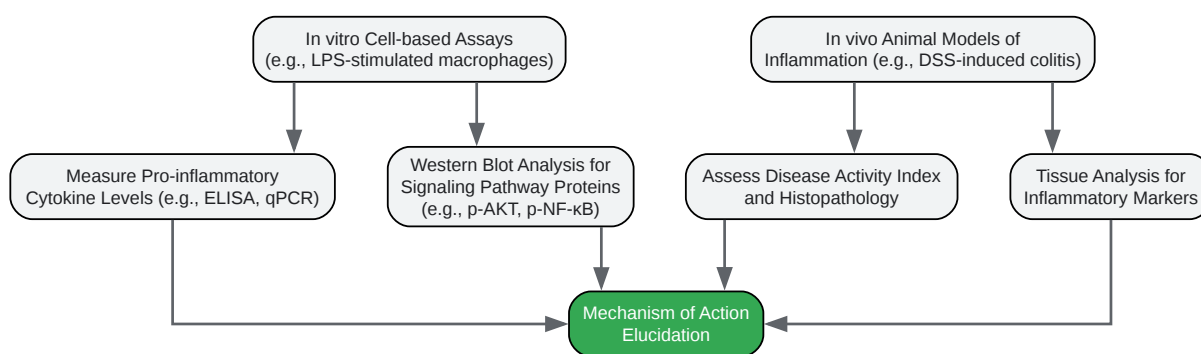 In vitro Cell-based Assays
(e.g., LPS-stimulated macrophages)
In vivo Animal Models of
Inflammation (e.g., DSS-induced colitis)
Measure Pro-inflammatory
Cytokine Levels (e.g., ELISA, qPCR)
Western Blot Analysis for
Signaling Pathway Proteins
(e.g., p-AKT, p-NF-κB)
Assess Disease Activity Index
and Histopathology
Tissue Analysis for
Inflammatory Markers
Mechanism of Action
Elucidation